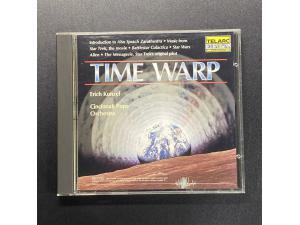 Introduction to Also Sprach Zarathustra • Music from
Star Trek, the movie • Battlestar Galactica • Star Wars
Alien • The Menagerie, Star Trek's original pilot
TELARC
TIME WARP
Erich Kunzel
Cincinnati Pops
Orchestra